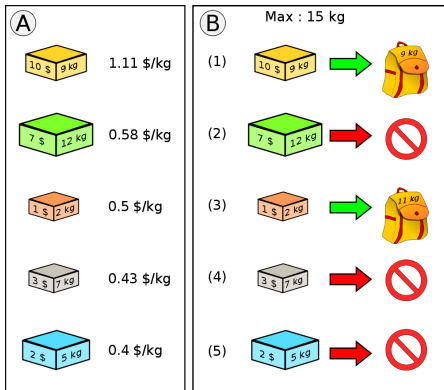 A
10 $ 9 kg 1.11 $/kg
7 $ 12 kg 0.58 $/kg
1 $ 2 kg 0.5 $/kg
3 $ 7 kg 0.43 $/kg
2 $ 5 kg 0.4 $/kg
B
Max : 15 kg
(1) 10 $ 9 kg 9 kg
(2) 7 $ 12 kg
(3) 1 $ 2 kg 11 kg
(4) 3 $ 7 kg
(5) 2 $ 5 kg